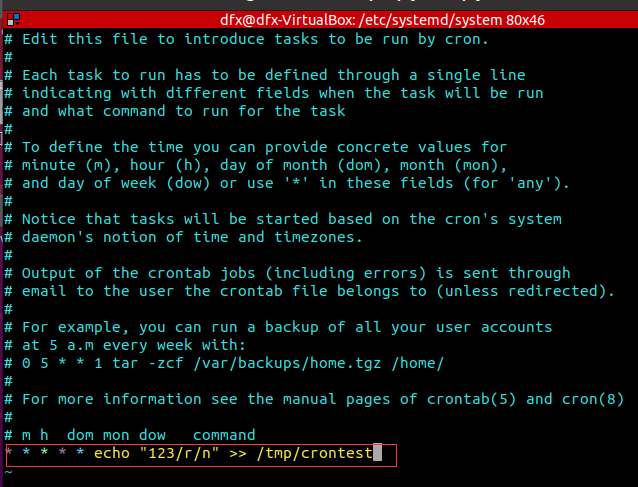 dfx@dfx-VirtualBox: /etc/systemd/system 80x46
# Edit this file to introduce tasks to be run by cron.
#
# Each task to run has to be defined through a single line
# indicating with different fields when the task will be run
# and what command to run for the task
#
# To define the time you can provide concrete values for
# minute (m), hour (h), day of month (dom), month (mon),
# and day of week (dow) or use '*' in these fields (for 'any').
#
# Notice that tasks will be started based on the cron's system
# daemon's notion of time and timezones.
#
# Output of the crontab jobs (including errors) is sent through
# email to the user the crontab file belongs to (unless redirected).
#
# For example, you can run a backup of all your user accounts
# at 5 a.m every week with:
# 0 5 * * 1 tar -zcf /var/backups/home.tgz /home/
#
# For more information see the manual pages of crontab(5) and cron(8)
#
# m h  dom mon dow   command
* * * * * echo "123/r/n" >> /tmp/crontest
~